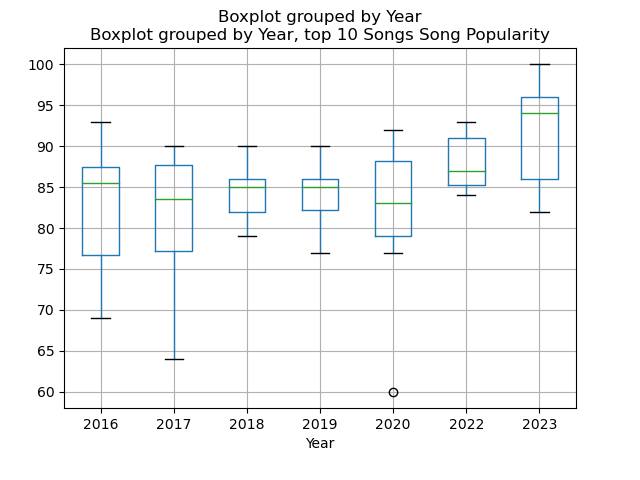 Boxplot grouped by Year
Boxplot grouped by Year, top 10 Songs Song Popularity
100
95
90
85
80
75
70
65
60
2016 2017 2018 2019 2020 2022 2023
Year